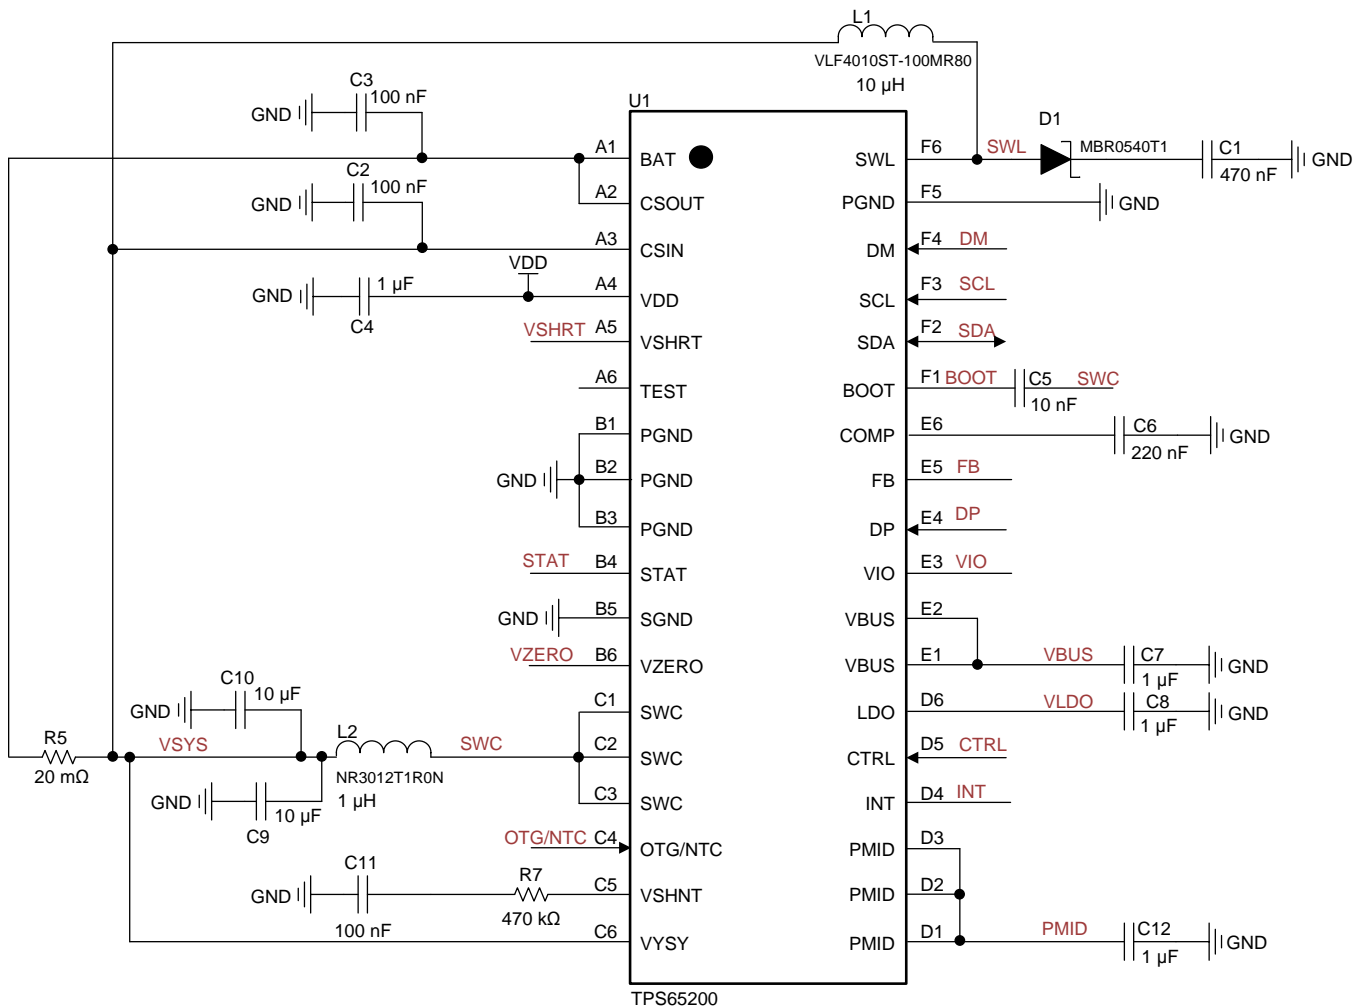 L1
VLF4010ST-100MR80
10 µH
C3
100 nF
GND
U1
D1
A1
BAT
SWL
F6
SWL
MBR0540T1
C1
470 nF
GND
C2
100 nF
GND
A2
CSOUT
PGND
F5
GND
A3
CSIN
DM
F4
DM
VDD
GND
1 µF
C4
A4
VDD
SCL
F3
SCL
VSHRT
A5
VSHRT
SDA
F2
SDA
A6
TEST
BOOT
F1
BOOT
C5
10 nF
SWC
B1
PGND
COMP
E6
C6
220 nF
GND
GND
B2
PGND
FB
E5
FB
B3
PGND
DP
E4
DP
STAT
B4
STAT
VIO
E3
VIO
GND
B5
SGND
VBUS
E2
VZERO
B6
VZERO
VBUS
E1
VBUS
C7
1 µF
GND
C10
10 µF
GND
C1
SWC
LDO
D6
VLDO
C8
1 µF
GND
R5
20 mΩ
VSYS
L2
NR3012T1R0N
1 µH
SWC
C2
SWC
CTRL
D5
CTRL
GND
10 µF
C9
C3
SWC
INT
D4
INT
OTG/NTC
C4
OTG/NTC
PMID
D3
GND
C11
100 nF
R7
470 kΩ
C5
VSHNT
PMID
D2
C6
VYSY
PMID
D1
PMID
C12
1 µF
GND
TPS65200